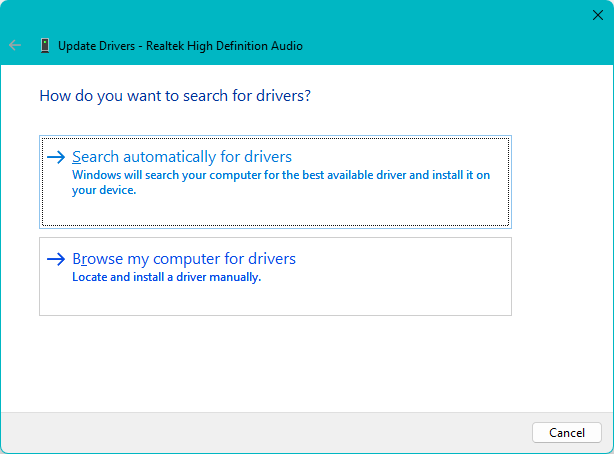 Update Drivers - Realtek High Definition Audio
How do you want to search for drivers?
Search automatically for drivers
Windows will search your computer for the best available driver and install it on
your device.
Browse my computer for drivers
Locate and install a driver manually.
Cancel